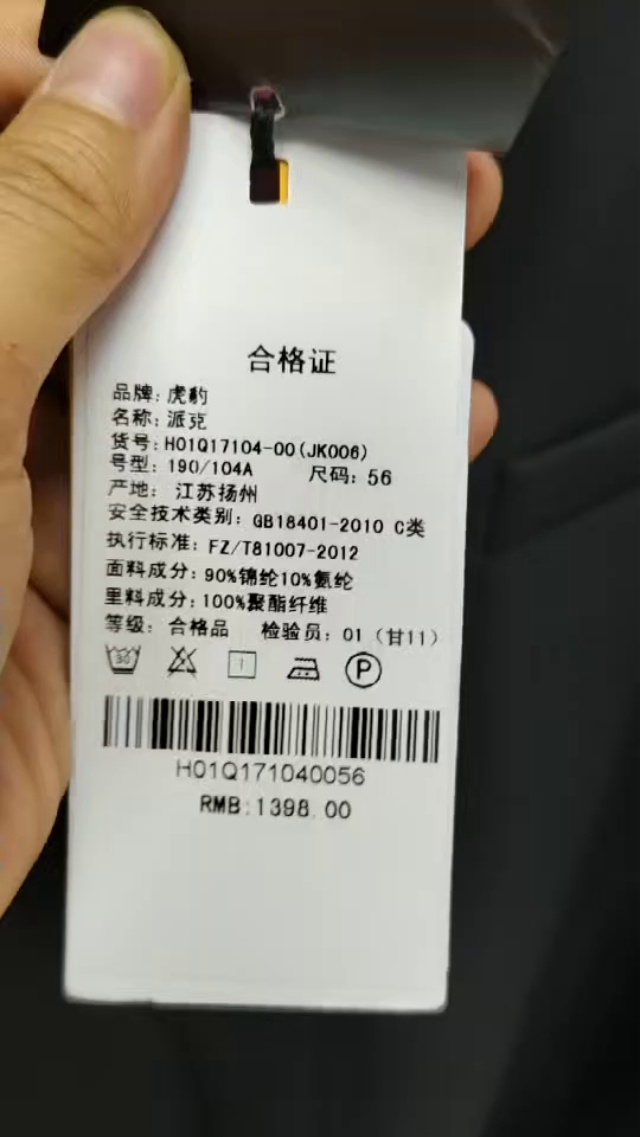 合格证
品牌: 虎豹
名称: 派克
货号: H01Q17104-00(JK006)
号型: 190/104A 尺码: 56
产地: 江苏扬州
安全技术类别: GB18401-2010 C类
执行标准: FZ/T81007-2012
面料成分: 90%锦纶10%氨纶
里料成分: 100%聚酯纤维
等级: 合格品 检验员: 01 (甘11)
30
P
H01Q171040056
RMB:1398.00